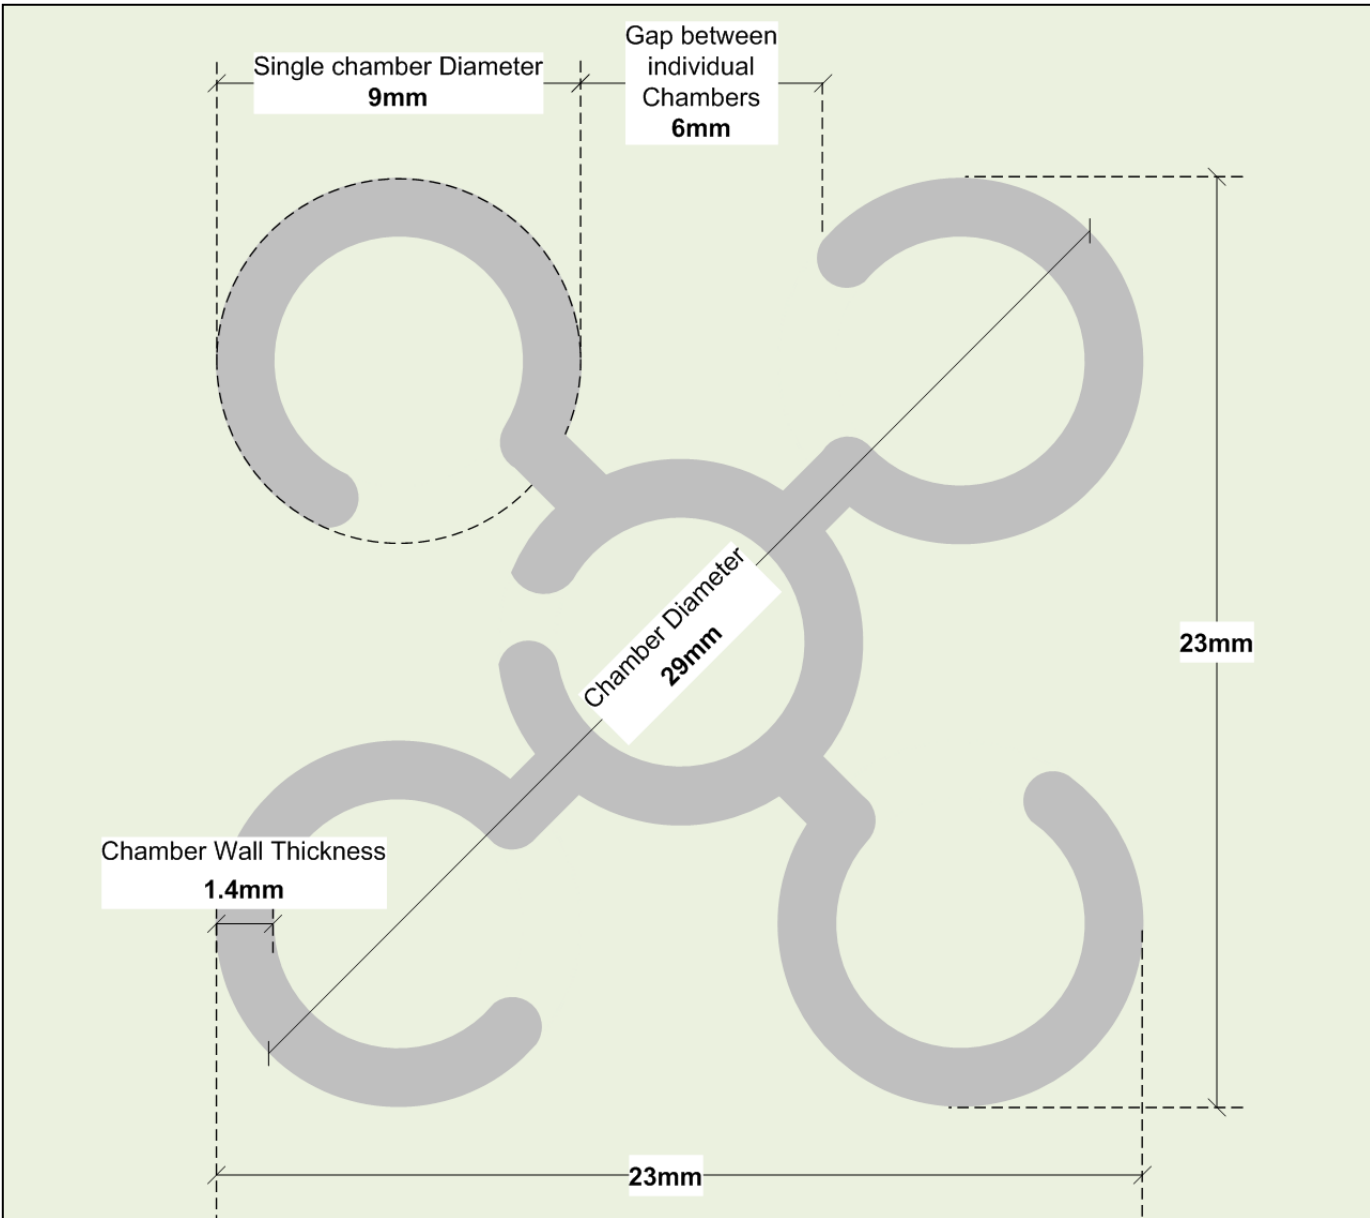 Single chamber Diameter
9mm
Gap between
individual
Chambers
6mm
Chamber Diameter
29mm
23mm
Chamber Wall Thickness
1.4mm
23mm